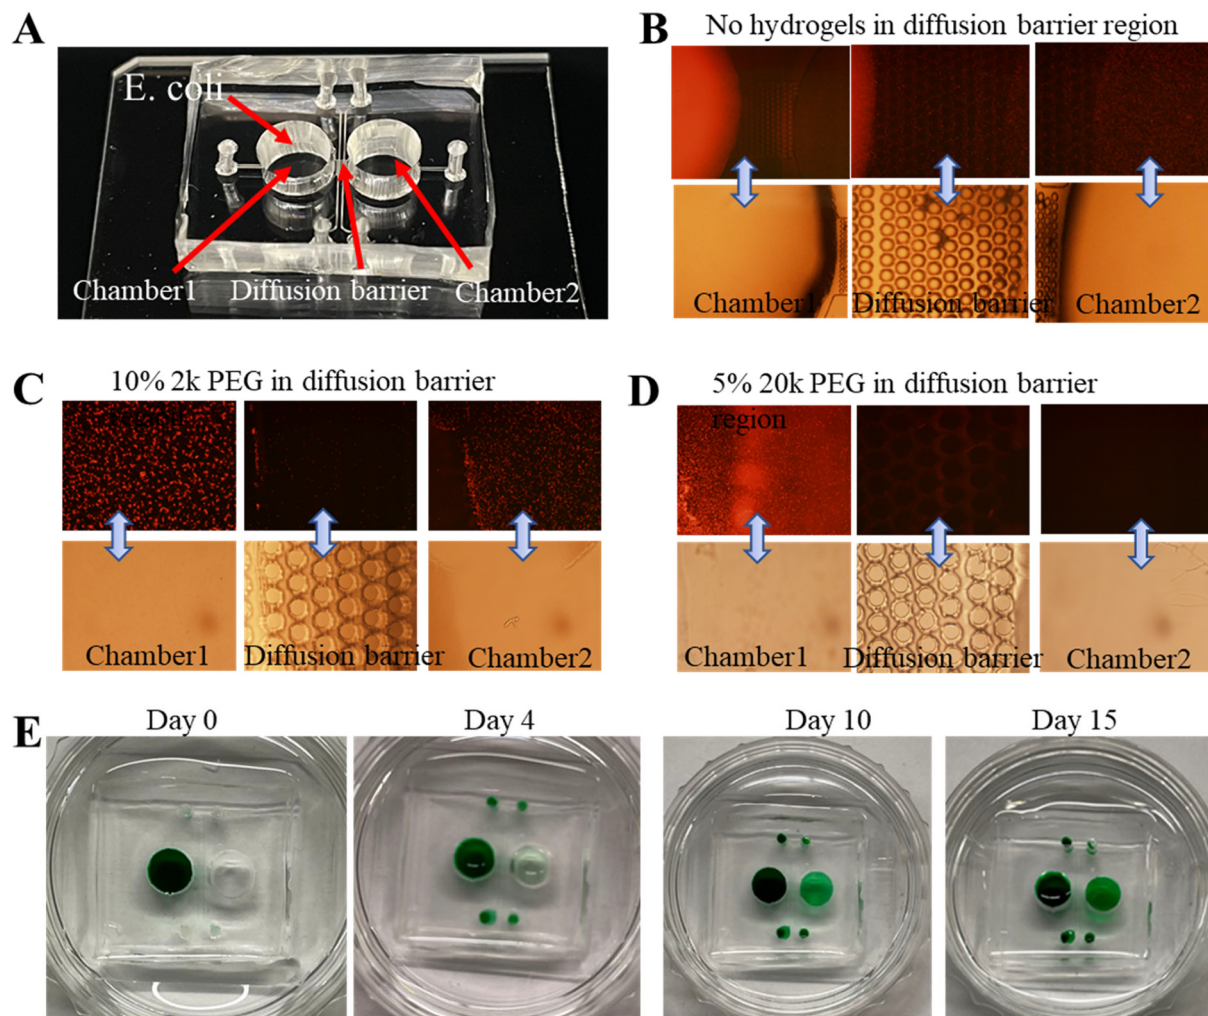 A
E. coli
Chamber1 Diffusion barrier Chamber2
B
No hydrogels in diffusion barrier region
Chamber1 Diffusion barrier Chamber2
C
10% 2k PEG in diffusion barrier
region
Chamber1 Diffusion barrier Chamber2
D
5% 20k PEG in diffusion barrier
region
Chamber1 Diffusion barrier Chamber2
E
Day 0 Day 4 Day 10 Day 15